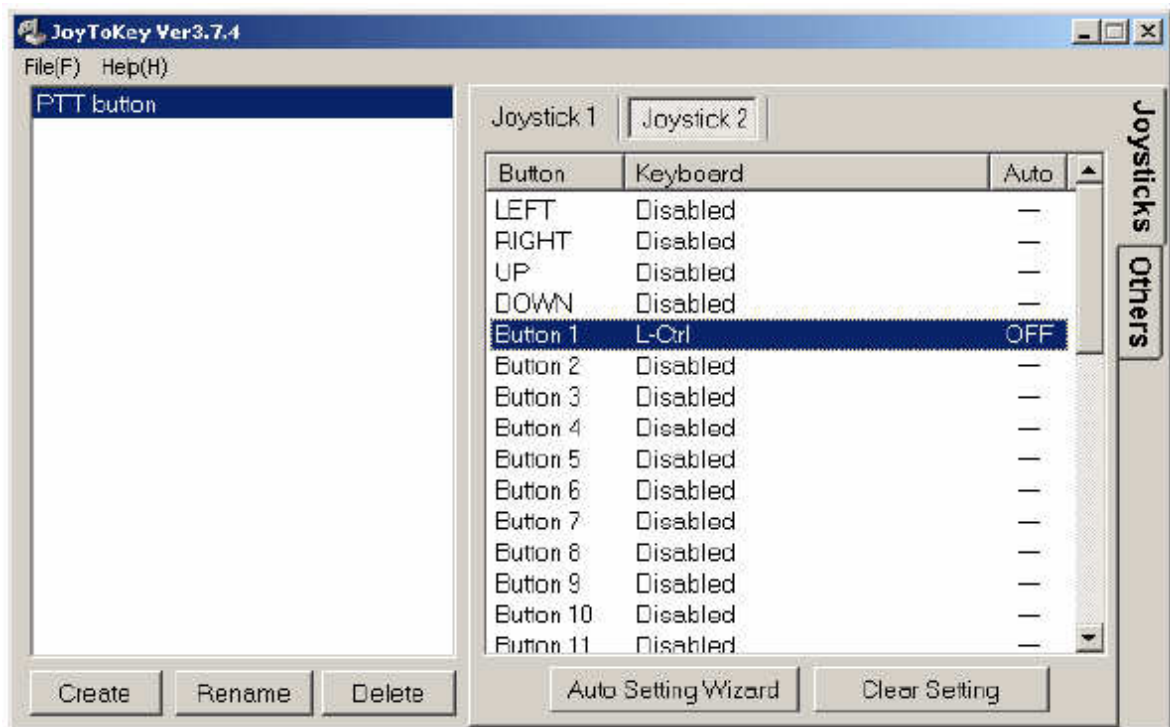 JoyToKey Ver3.7.4
File(F) Help(H)
PTT button
Joystick 1 Joystick 2
Button Keyboard Auto
LEFT Disabled —
RIGHT Disabled —
UP Disabled —
DOWN Disabled —
Button 1 L-Ctrl OFF
Button 2 Disabled —
Button 3 Disabled —
Button 4 Disabled —
Button 5 Disabled —
Button 6 Disabled —
Button 7 Disabled —
Button 8 Disabled —
Button 9 Disabled —
Button 10 Disabled —
Button 11 Disabled —
Joysticks
Others
Create Rename Delete
Auto Setting Wizard Clear Setting